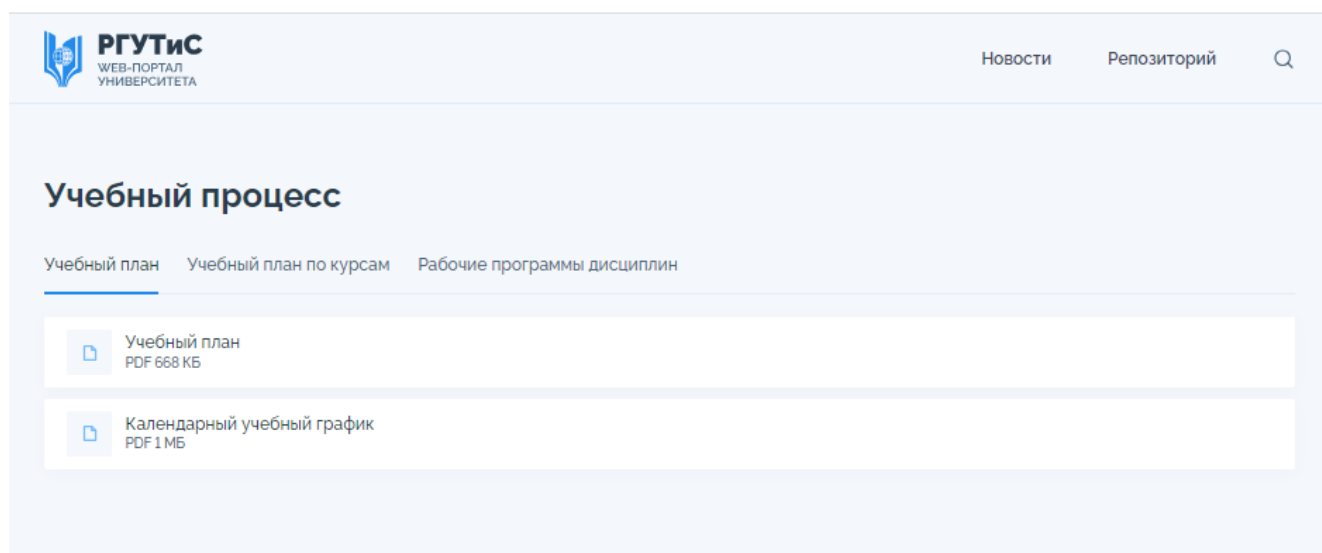 РГУТиС
WEB-ПОРТАЛ
УНИВЕРСИТЕТА
Новости Репозиторий
Учебный процесс
Учебный план Учебный план по курсам Рабочие программы дисциплин
Учебный план
PDF 668 КБ
Календарный учебный график
PDF 1 МБ